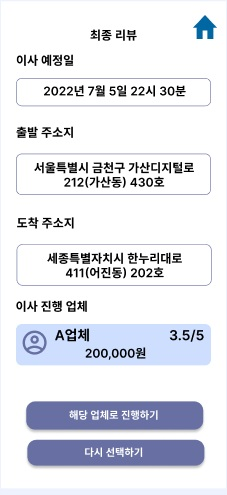 최종 리뷰
이사 예정일
2022년 7월 5일 22시 30분
출발 주소지
서울특별시 금천구 가산디지털로
212(가산동) 430호
도착 주소지
세종특별자치시 한누리대로
411(어진동) 202호
이사 진행 업체
A업체 3.5/5
200,000원
해당 업체로 진행하기
다시 선택하기